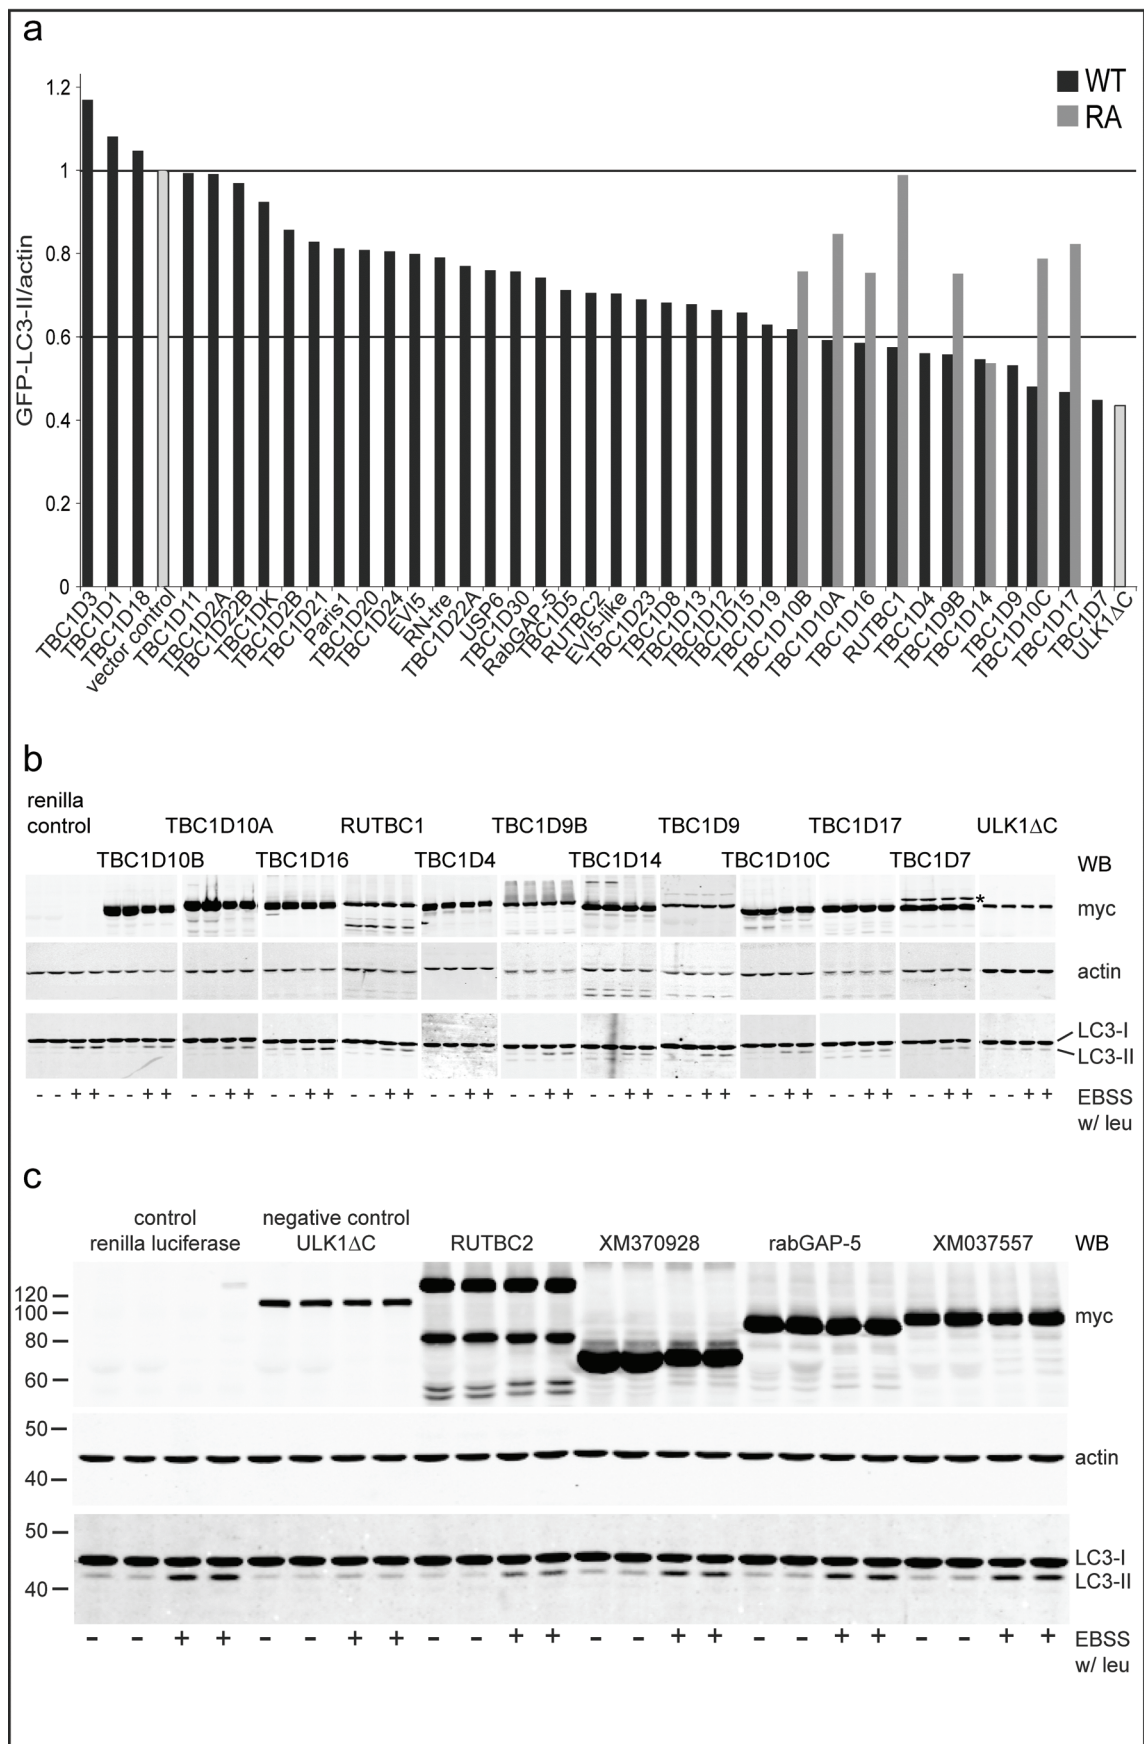 a
1.2
1
0.8
0.6
0.4
0.2
0
GFP-LC3-II/actin
WT
RA
TBC1D3
TBC1D1
TBC1D18
vector control
TBC1D11
TBC1D2A
TBC1D22B
TBC1DK
TBC1D2B
TBC1D21
Paris1
TBC1D20
TBC1D24
EVI5
RN-tre
TBC1D22A
USP6
TBC1D30
RabGAP-5
TBC1D5
RUTBC2
EVI5-like
TBC1D23
TBC1D8
TBC1D13
TBC1D12
TBC1D15
TBC1D19
TBC1D10B
TBC1D10A
TBC1D16
RUTBC1
TBC1D4
TBC1D9B
TBC1D14
TBC1D9
TBC1D10C
TBC1D17
TBC1D7
ULK1ΔC
b
renilla
control TBC1D10A RUTBC1 TBC1D9B TBC1D9 TBC1D17 ULK1ΔC
TBC1D10B TBC1D16 TBC1D4 TBC1D14 TBC1D10C TBC1D7 WB
* myc
actin
LC3-I
LC3-II
- - + + - - + + - - + + - - + + - - + + - - + + - - + + - - + + - - + + - - + + - - + + - - + + - - + + EBSS
w/ leu
c
control negative control
renilla luciferase ULK1ΔC RUTBC2 XM370928 rabGAP-5 XM037557 WB
120
100 myc
80
60
50
actin
40
50
LC3-I
LC3-II
40
- - + + - - + + - - + + - - + + - - + + - - + + EBSS
w/ leu